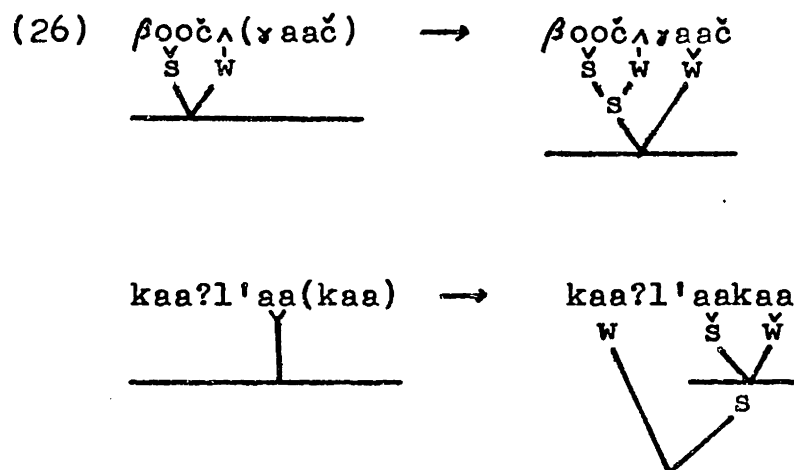 (26) βooč^(ɣaač) → βooč^ɣaač
š W š W W̌
S
kaa?l'aa(kaa) → kaa?l'aakaa
W š W̌
S